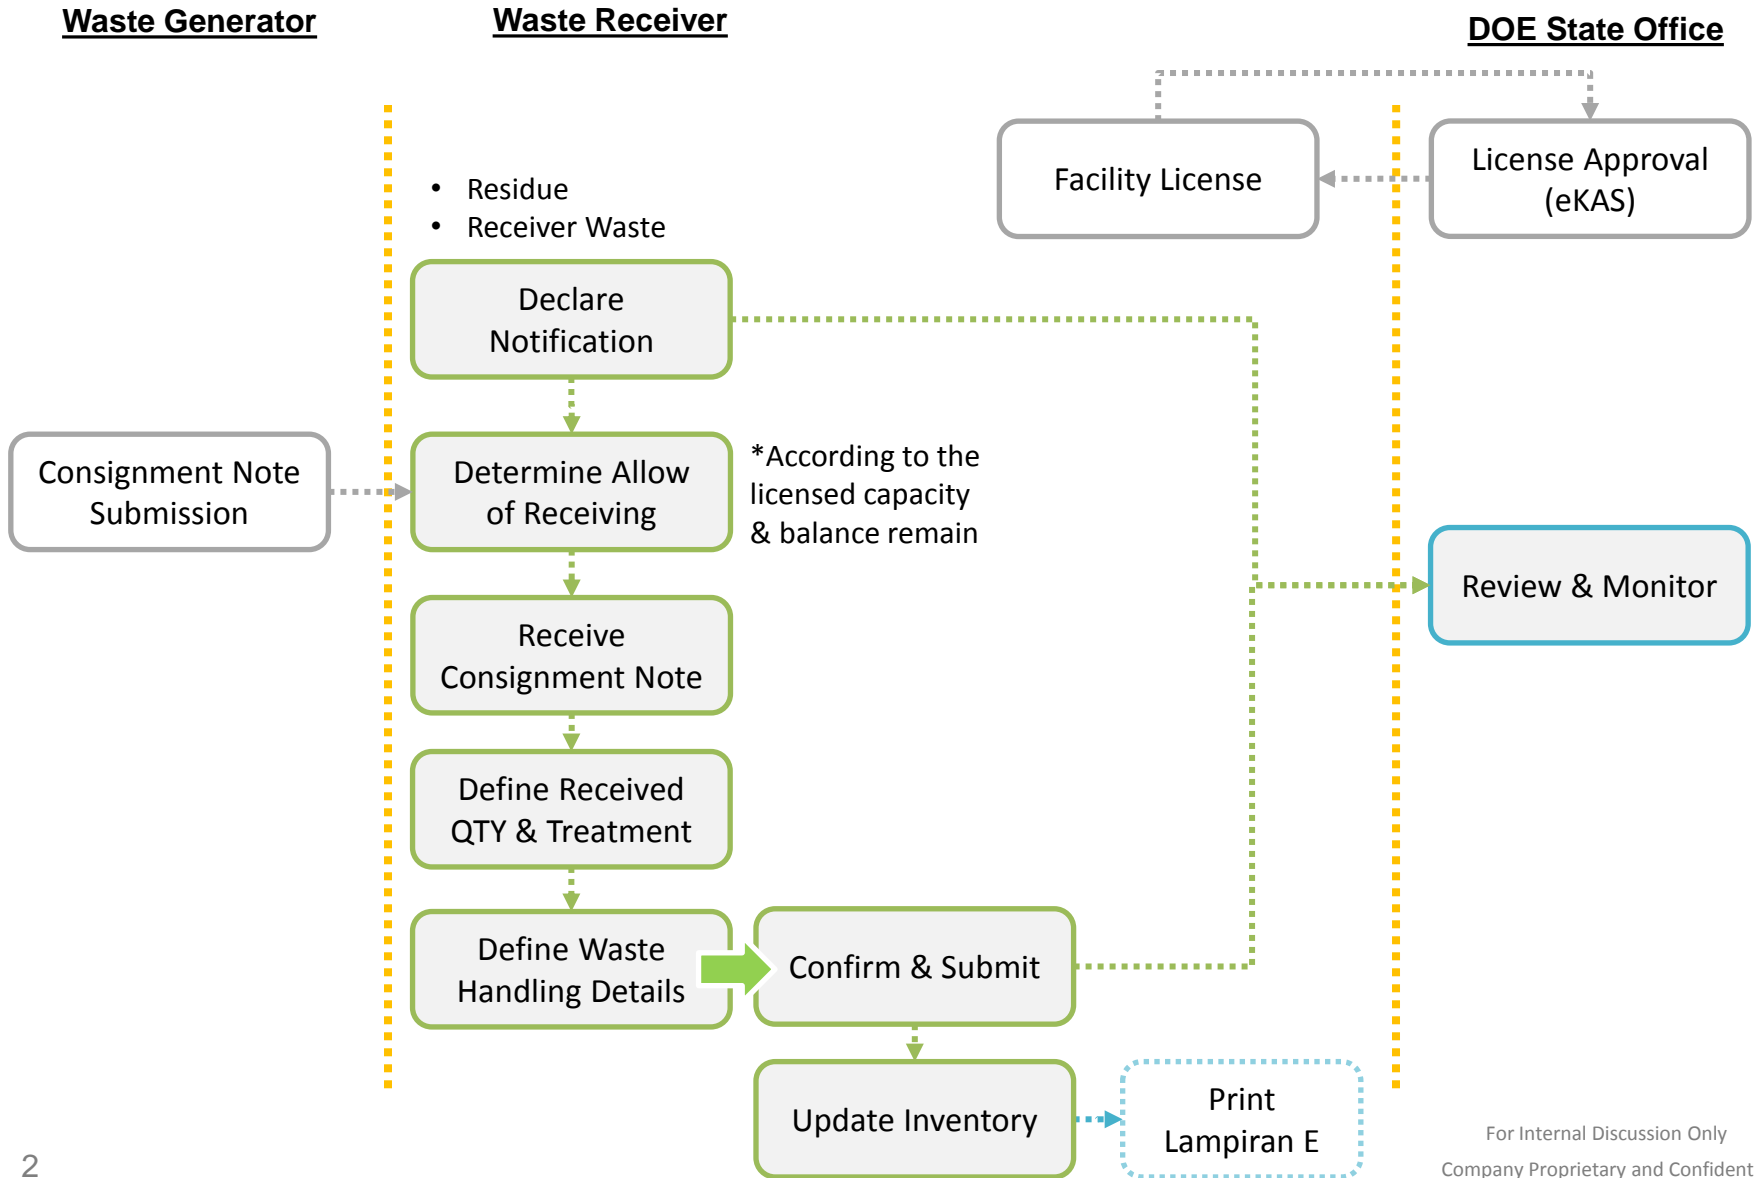 Waste Generator
Waste Receiver
DOE State Office
Facility License
License Approval
(eKAS)
• Residue
• Receiver Waste
Declare
Notification
Consignment Note
Submission
Determine Allow
of Receiving
*According to the
licensed capacity
& balance remain
Review & Monitor
Receive
Consignment Note
Define Received
QTY & Treatment
Define Waste
Handling Details
Confirm & Submit
Update Inventory
Print
Lampiran E
For Internal Discussion Only
Company Proprietary and Confident
2